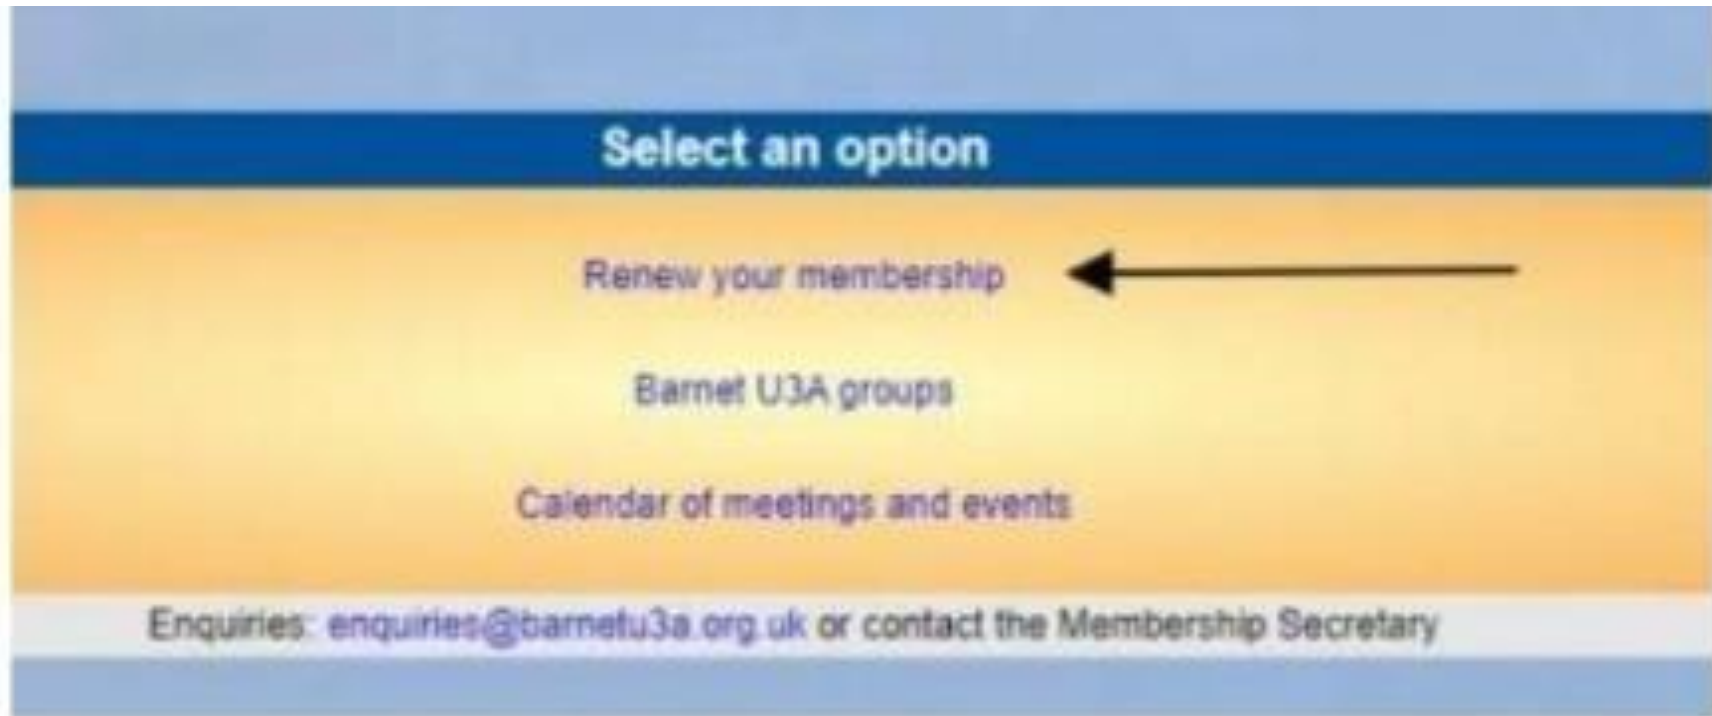 Select an option
Renew your membership
Barnet U3A groups
Calendar of meetings and events
Enquiries: enquiries@barnetu3a.org.uk or contact the Membership Secretary